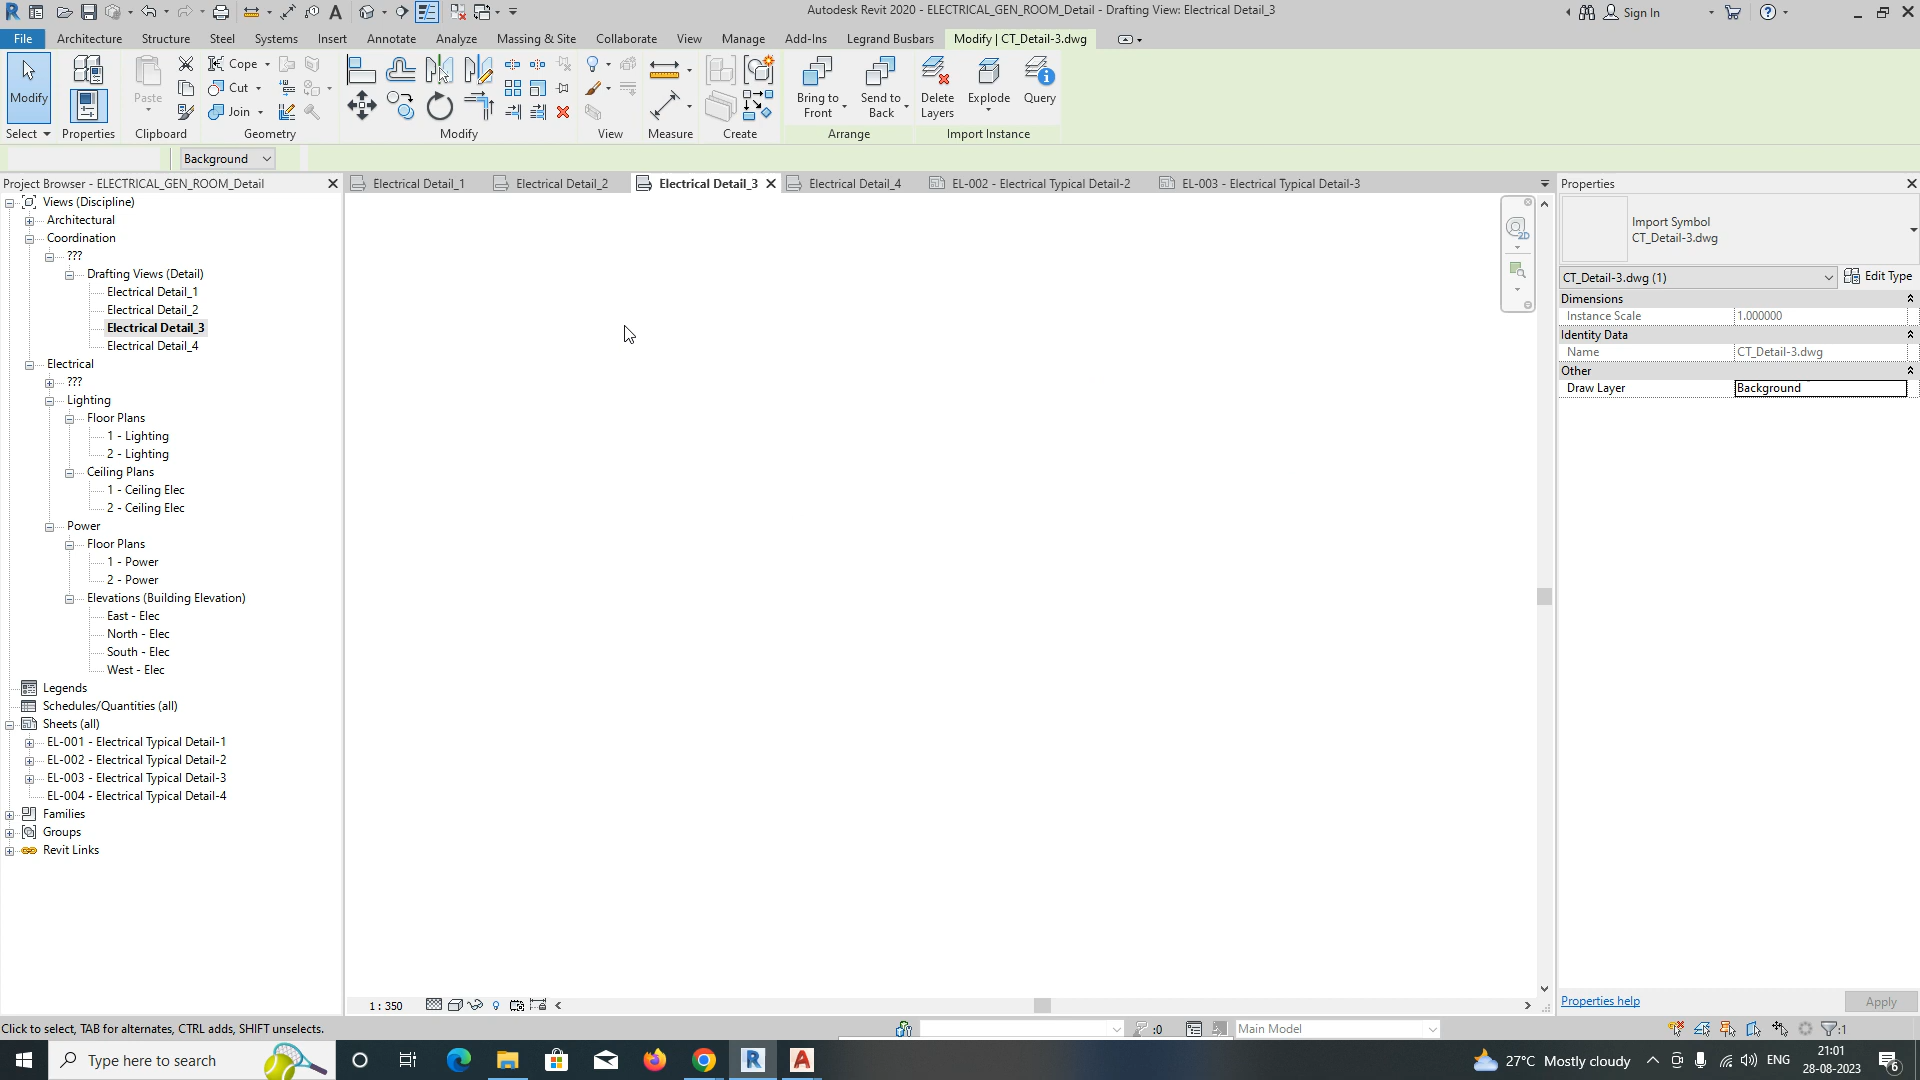 Autodesk Revit 2020 - ELECTRICAL_GEN_ROOM_Detail - Drafting View: Electrical Detail_3
Sign In
File Architecture Structure Steel Systems Insert Annotate Analyze Massing & Site Collaborate View Manage Add-Ins Legrand Busbars Modify | CT_Detail-3.dwg
Modify Paste Cope Cut Join Bring to Front Send to Back Delete Layers Explode Query
Select Properties Clipboard Geometry Modify View Measure Create Arrange Import Instance
Background
Project Browser - ELECTRICAL_GEN_ROOM_Detail
Electrical Detail_1 Electrical Detail_2 Electrical Detail_3 Electrical Detail_4 EL-002 - Electrical Typical Detail-2 EL-003 - Electrical Typical Detail-3
Views (Discipline)
Architectural
Coordination
???
Drafting Views (Detail)
Electrical Detail_1
Electrical Detail_2
Electrical Detail_3
Electrical Detail_4
Electrical
???
Lighting
Floor Plans
1 - Lighting
2 - Lighting
Ceiling Plans
1 - Ceiling Elec
2 - Ceiling Elec
Power
Floor Plans
1 - Power
2 - Power
Elevations (Building Elevation)
East - Elec
North - Elec
South - Elec
West - Elec
Legends
Schedules/Quantities (all)
Sheets (all)
EL-001 - Electrical Typical Detail-1
EL-002 - Electrical Typical Detail-2
EL-003 - Electrical Typical Detail-3
EL-004 - Electrical Typical Detail-4
Families
Groups
Revit Links
2D
Properties
Import Symbol
CT_Detail-3.dwg
CT_Detail-3.dwg (1) Edit Type
Dimensions
Instance Scale 1.000000
Identity Data
Name CT_Detail-3.dwg
Other
Draw Layer Background
Properties help Apply
1 : 350
Click to select, TAB for alternates, CTRL adds, SHIFT unselects.
:0 Main Model :1
Type here to search
27°C Mostly cloudy ENG
21:01
28-08-2023
6